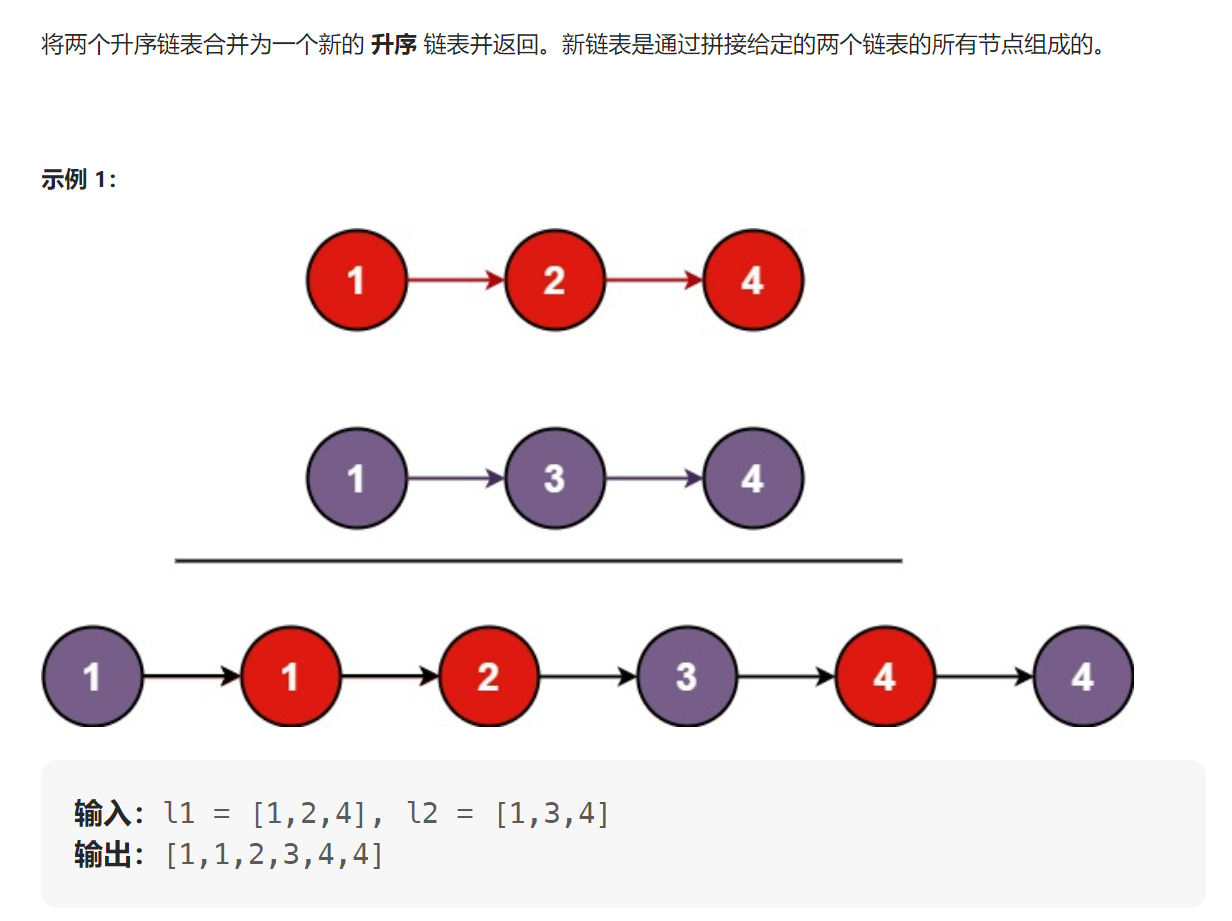 将两个升序链表合并为一个新的 升序 链表并返回。新链表是通过拼接给定的两个链表的所有节点组成的。
示例 1：
1 2 4
1 3 4
1 1 2 3 4 4
输入：l1 = [1,2,4], l2 = [1,3,4]
输出：[1,1,2,3,4,4]